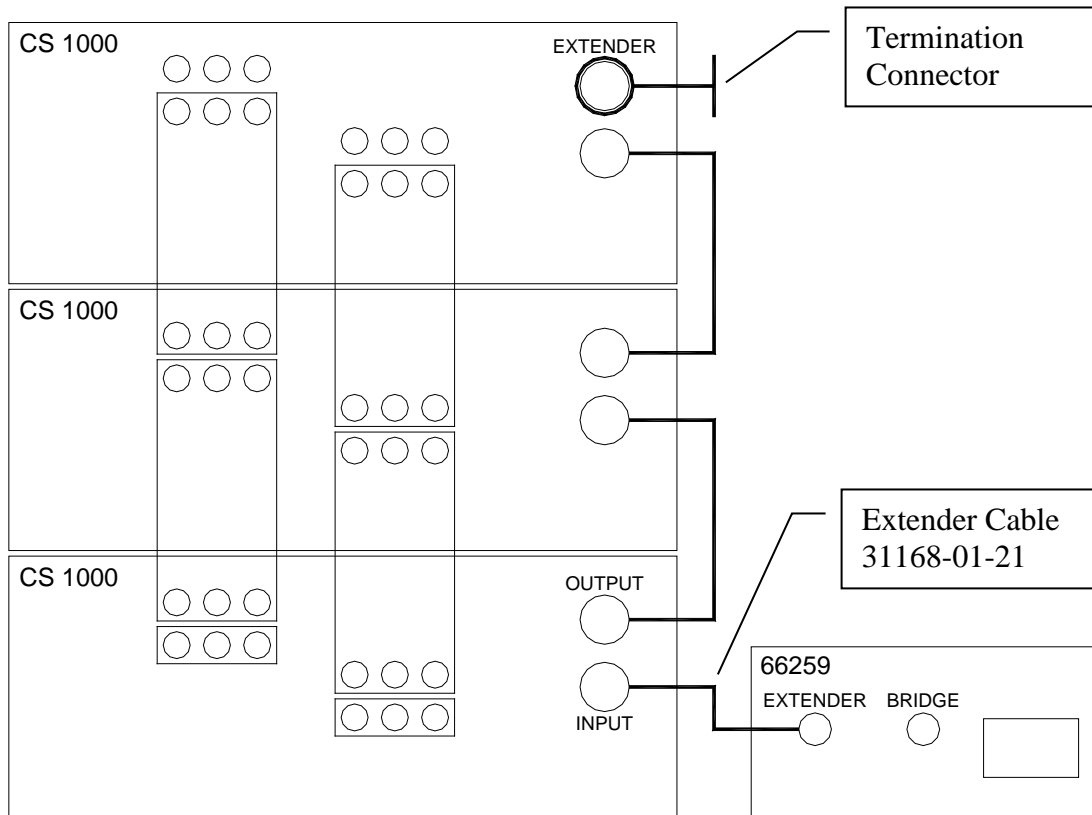 CS 1000
EXTENDER
Termination
Connector
CS 1000
Extender Cable
31168-01-21
CS 1000
OUTPUT
INPUT
66259
EXTENDER
BRIDGE